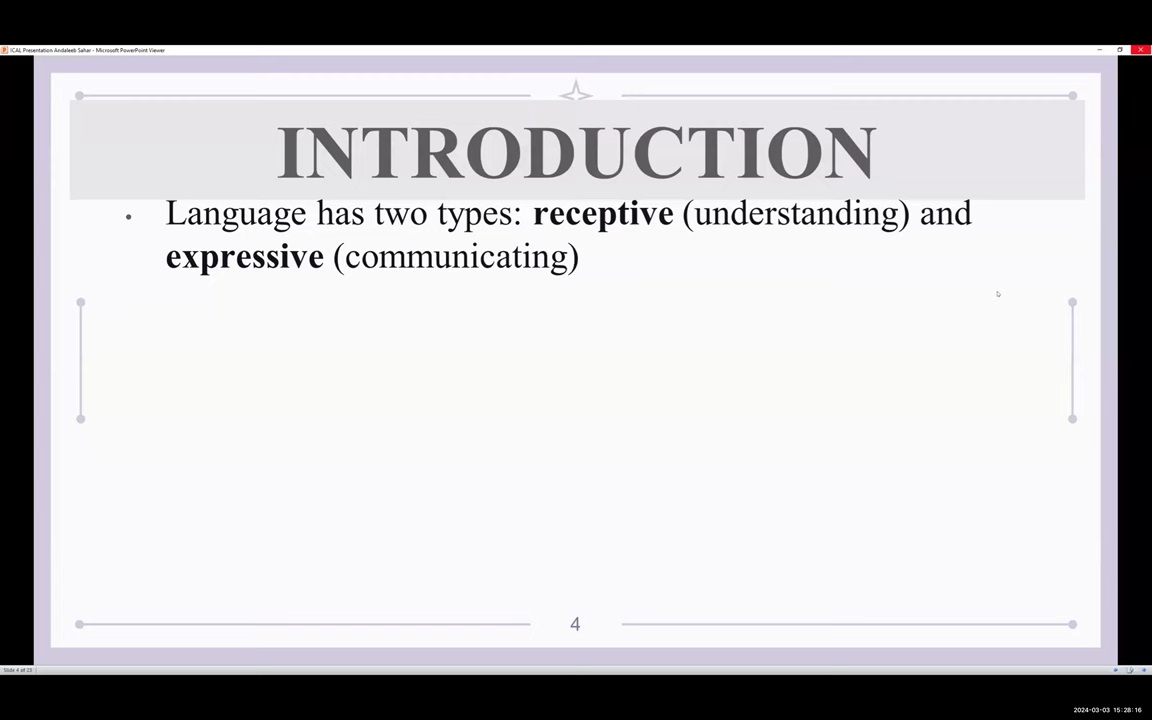 ICAL Presentation Andaleeb Sahar - Microsoft PowerPoint Viewer
INTRODUCTION
• Language has two types: receptive (understanding) and
expressive (communicating)
4
Slide 4 of 23
2024-03-03 15:28:16